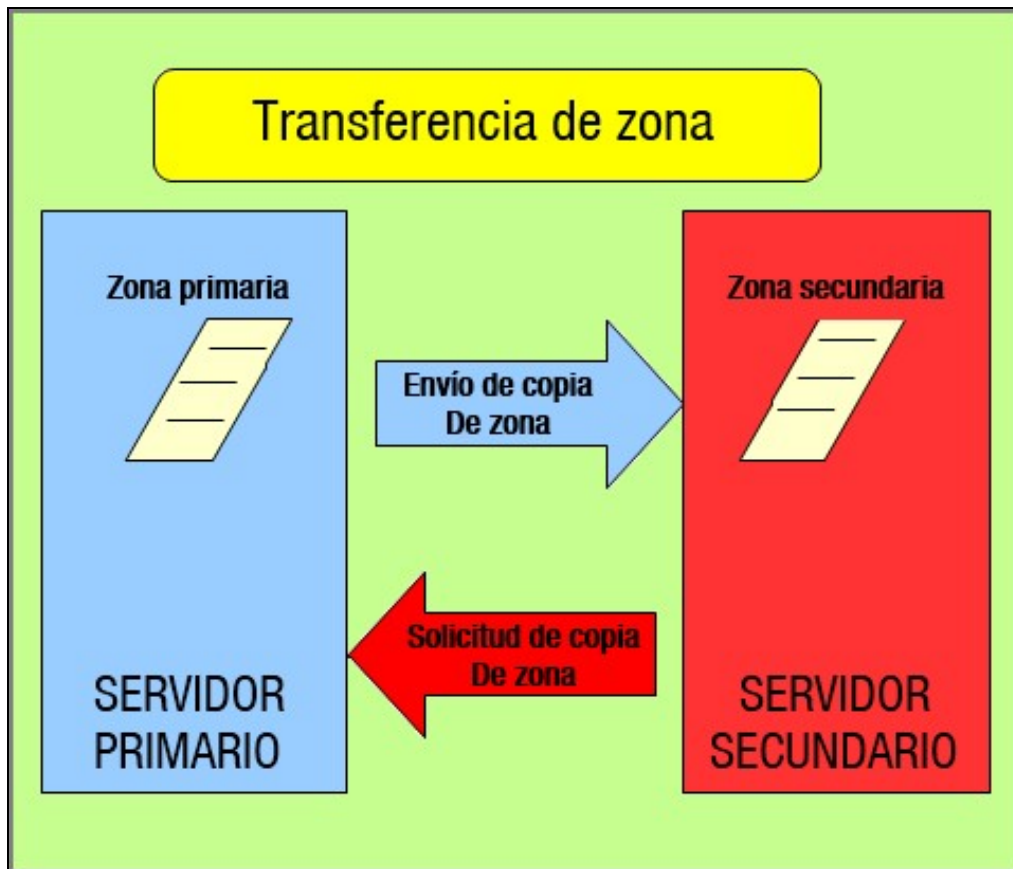 Transferencia de zona
Zona primaria
Zona secundaria
Envío de copia
De zona
Solicitud de copia
De zona
SERVIDOR
PRIMARIO
SERVIDOR
SECUNDARIO